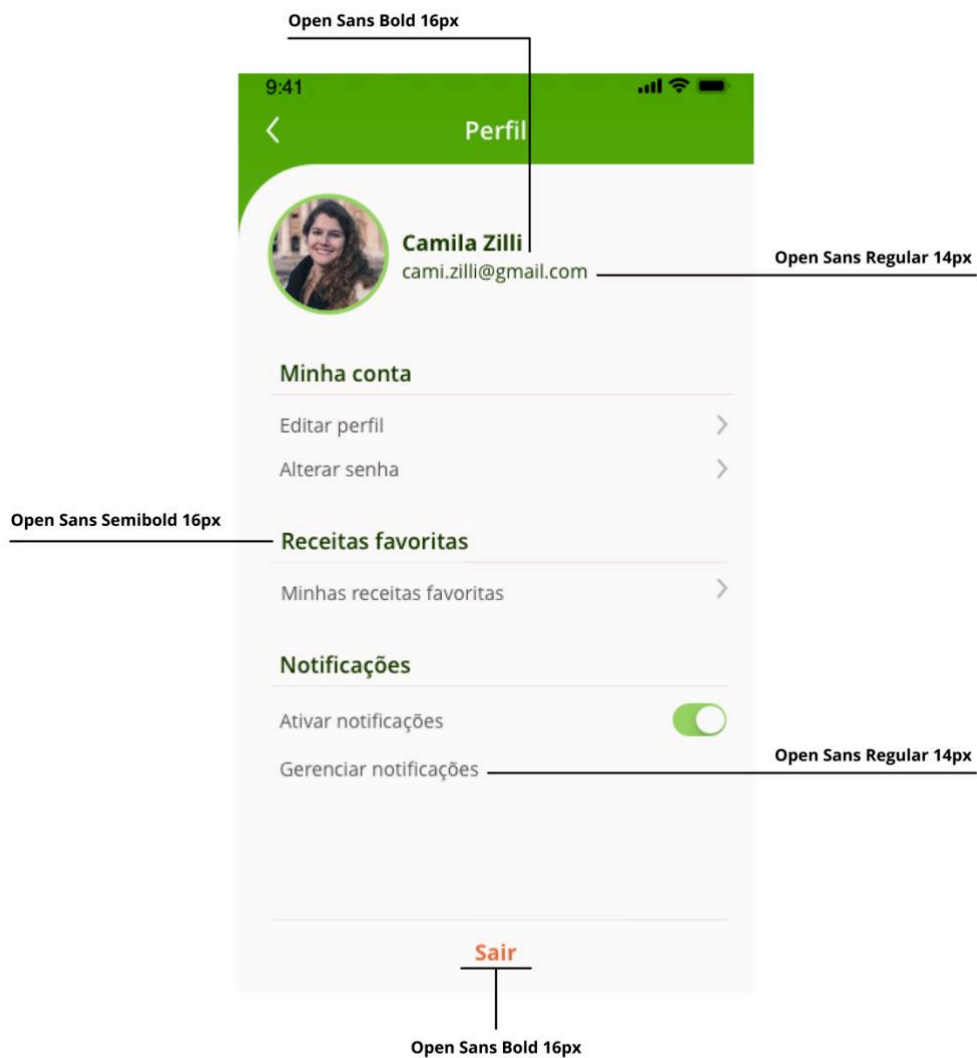 Open Sans Bold 16px
9:41
Perfil
Camila Zilli
cami.zilli@gmail.com
Open Sans Regular 14px
Minha conta
Editar perfil
Alterar senha
Open Sans Semibold 16px
Receitas favoritas
Minhas receitas favoritas
Notificações
Ativar notificações
Open Sans Regular 14px
Gerenciar notificações
Sair
Open Sans Bold 16px